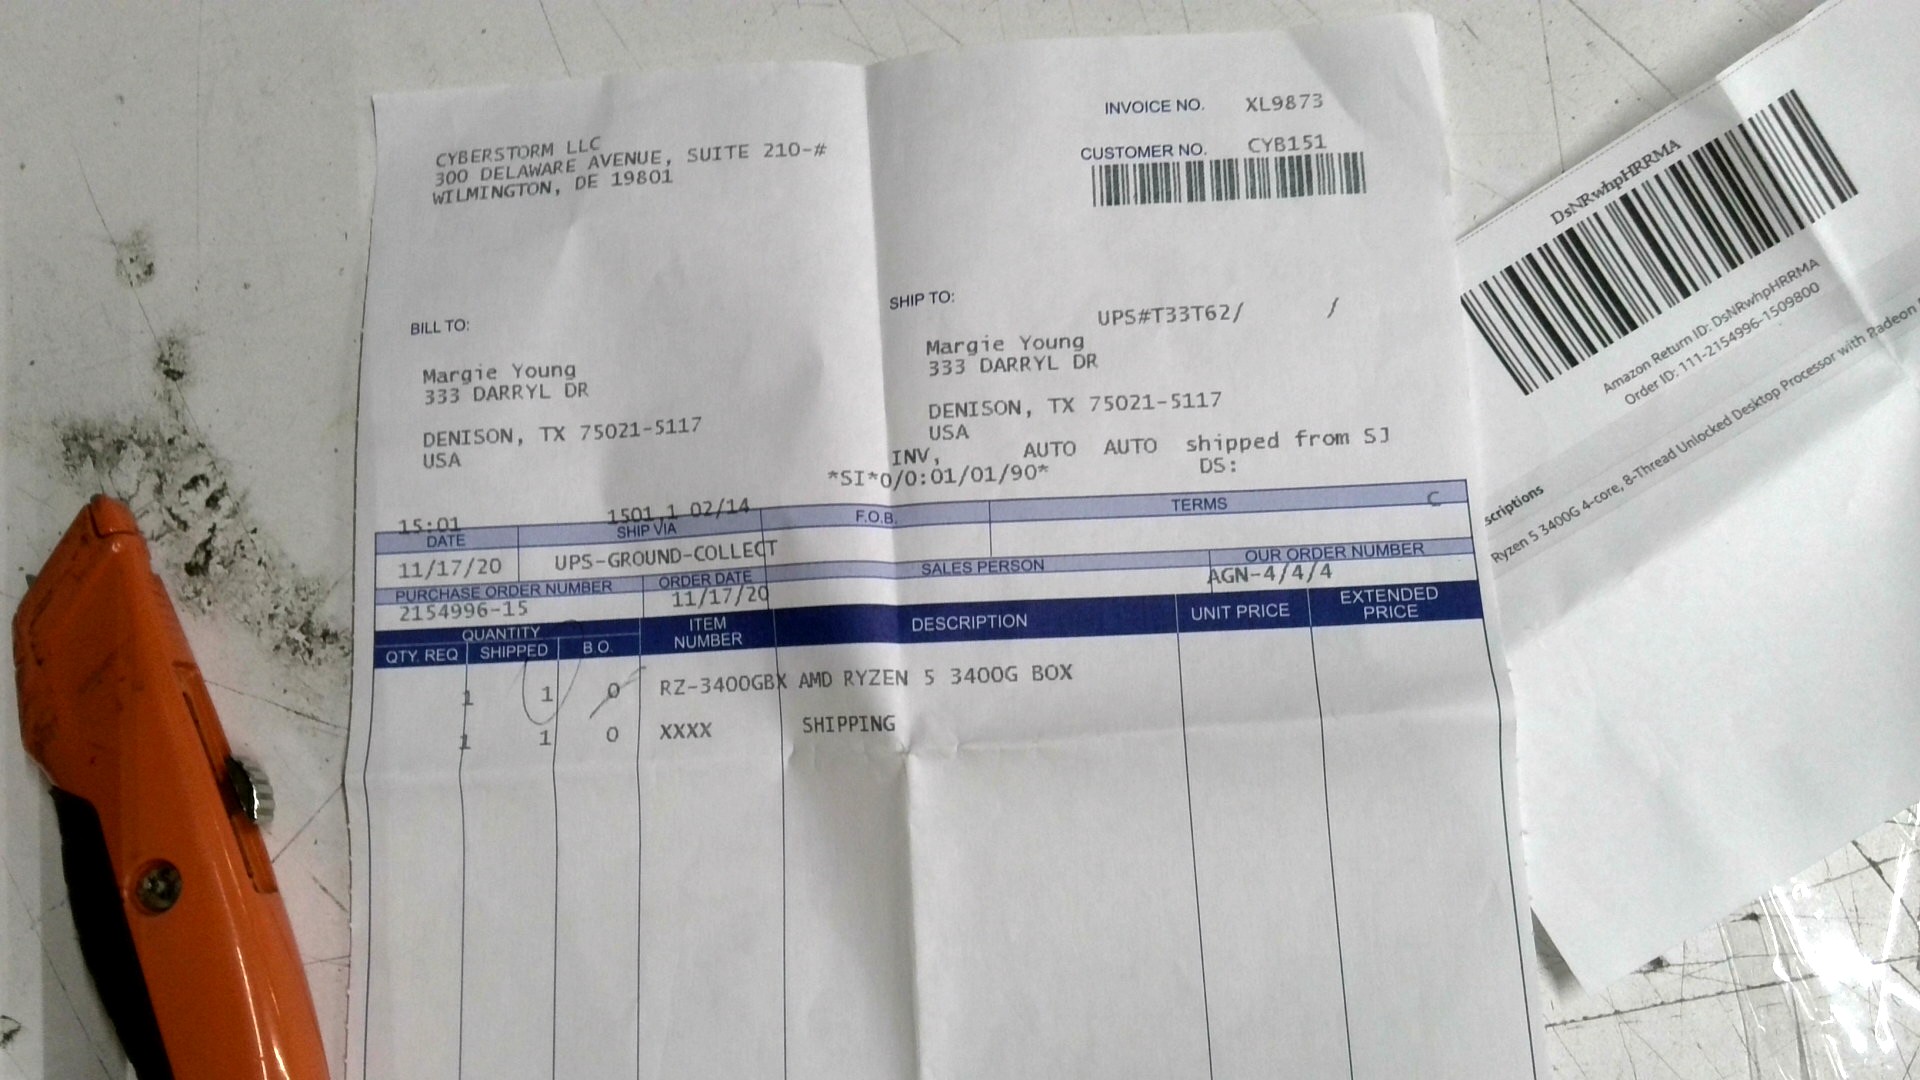 CYBERSTORM LLC
300 DELAWARE AVENUE, SUITE 210-#
WILMINGTON, DE 19801
INVOICE NO. XL9873
CUSTOMER NO. CYB151
BILL TO:
Margie Young
333 DARRYL DR
DENISON, TX 75021-5117
USA
SHIP TO:
UPS#T33T62/ /
Margie Young
333 DARRYL DR
DENISON, TX 75021-5117
USA
INV, AUTO AUTO shipped from SJ
*SI*0/0:01/01/90* DS:
15:01 1501 1 02/14 C
DATE SHIP VIA F.O.B. TERMS
11/17/20 UPS-GROUND-COLLECT
PURCHASE ORDER NUMBER ORDER DATE SALES PERSON OUR ORDER NUMBER
2154996-15 11/17/20 AGN-4/4/4
QUANTITY ITEM NUMBER DESCRIPTION UNIT PRICE EXTENDED PRICE
QTY. REQ SHIPPED B.O.
1 1 0 RZ-3400GBX AMD RYZEN 5 3400G BOX
1 1 0 XXXX SHIPPING
DsNRwhpHRRMA
Amazon Return ID: DsNRwhpHRRMA
Order ID: 111-2154996-1509800
scriptions
Ryzen 5 3400G 4-core, 8-Thread Unlocked Desktop Processor with Radeon